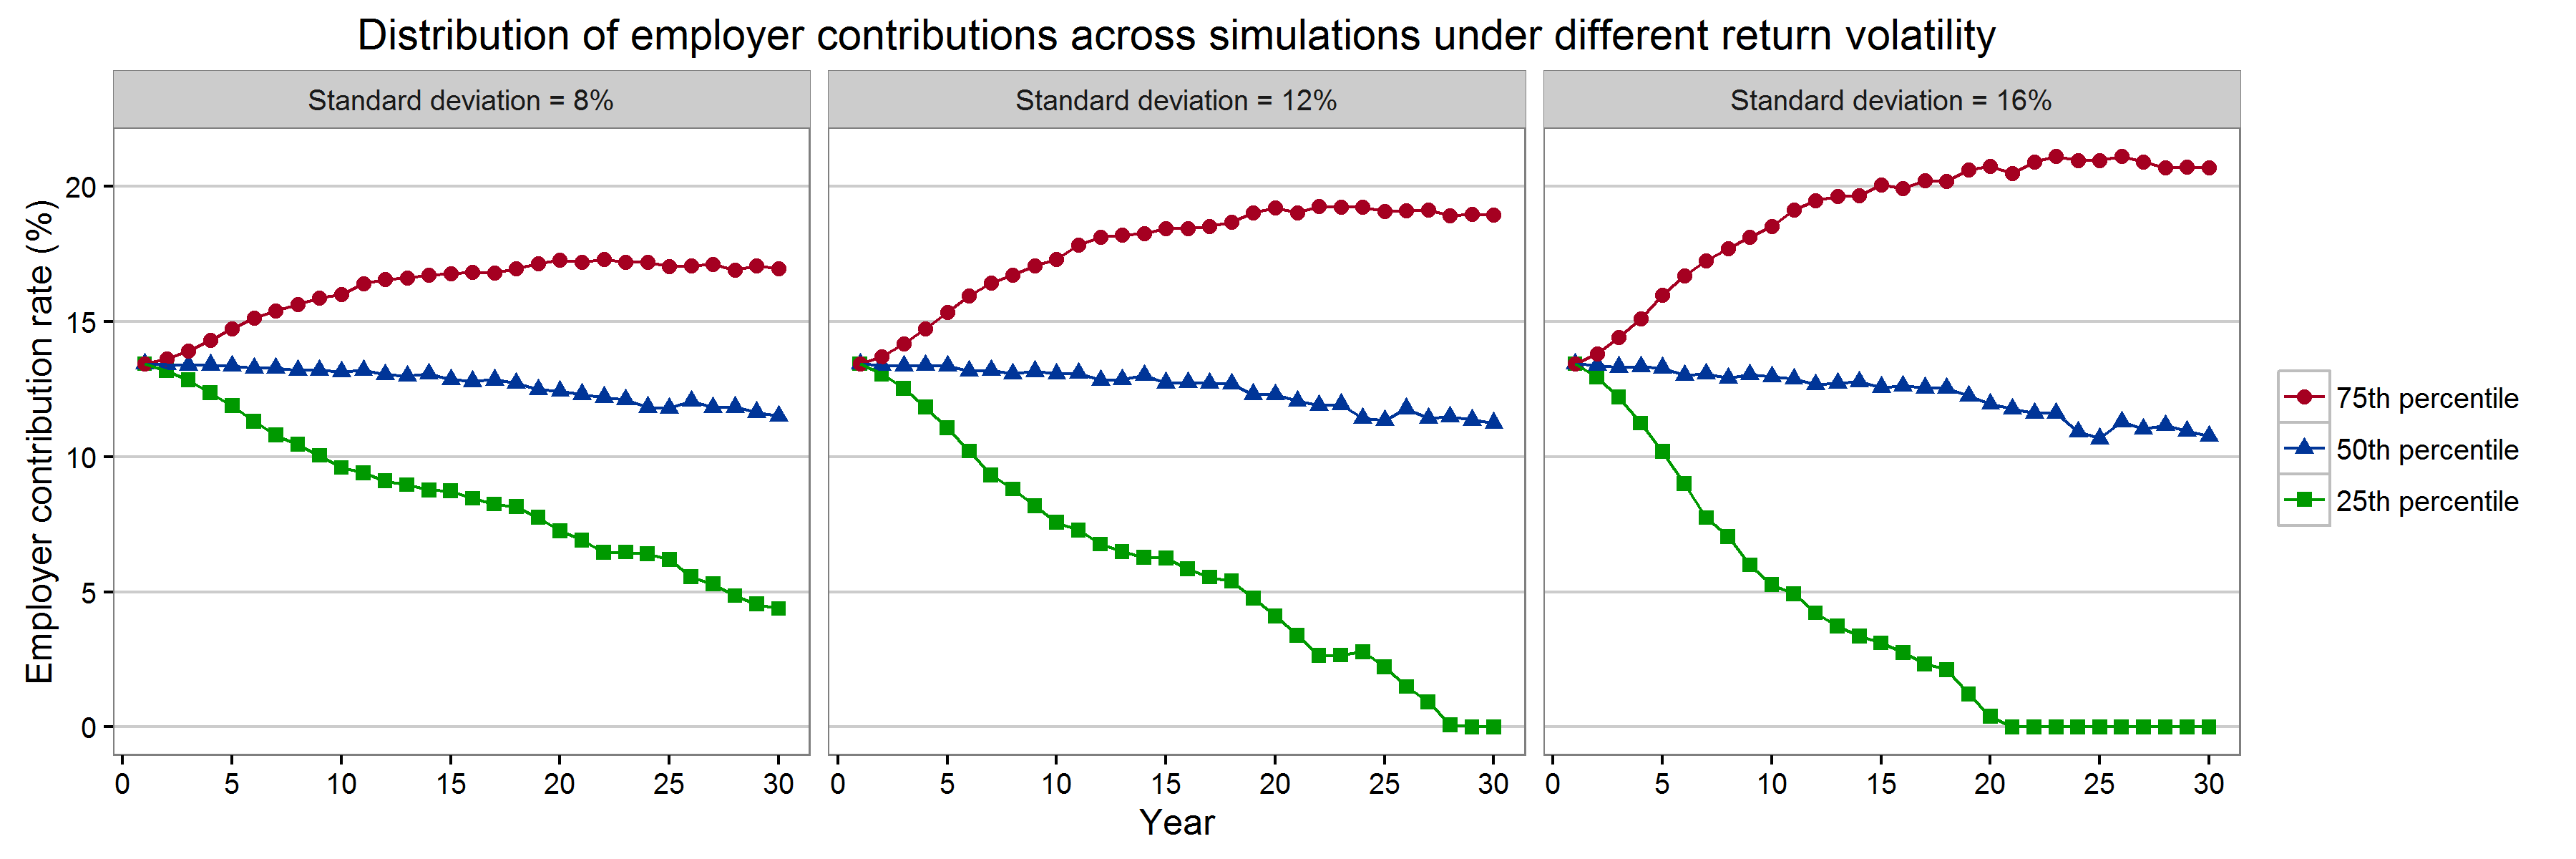 Distribution of employer contributions across simulations under different return volatility
Standard deviation = 8%
Standard deviation = 12%
Standard deviation = 16%
Employer contribution rate (%)
20
15
10
5
0
0 5 10 15 20 25 30
0 5 10 15 20 25 30
0 5 10 15 20 25 30
Year
75th percentile
50th percentile
25th percentile